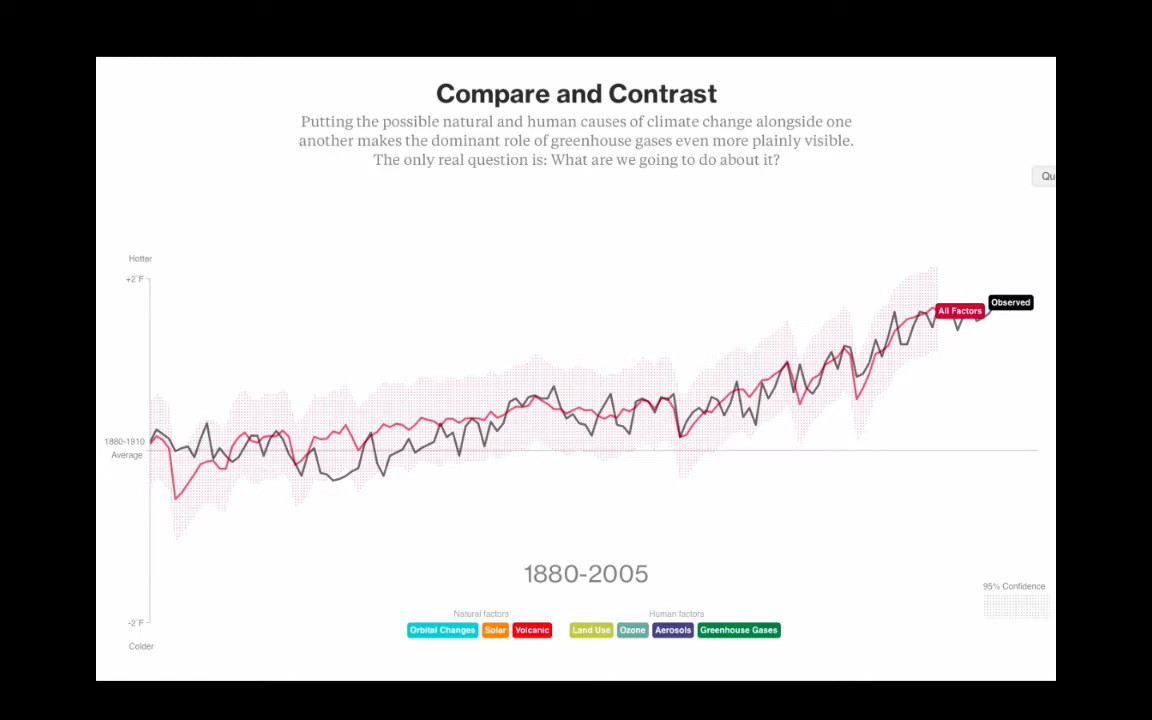 Compare and Contrast
Putting the possible natural and human causes of climate change alongside one
another makes the dominant role of greenhouse gases even more plainly visible.
The only real question is: What are we going to do about it?
Qu
Hotter
+2°F
Observed
All Factors
1880-1910
Average
1880-2005
95% Confidence
Natural factors
Human factors
-2°F
Orbital Changes
Solar
Volcanic
Land Use
Ozone
Aerosols
Greenhouse Gases
Colder